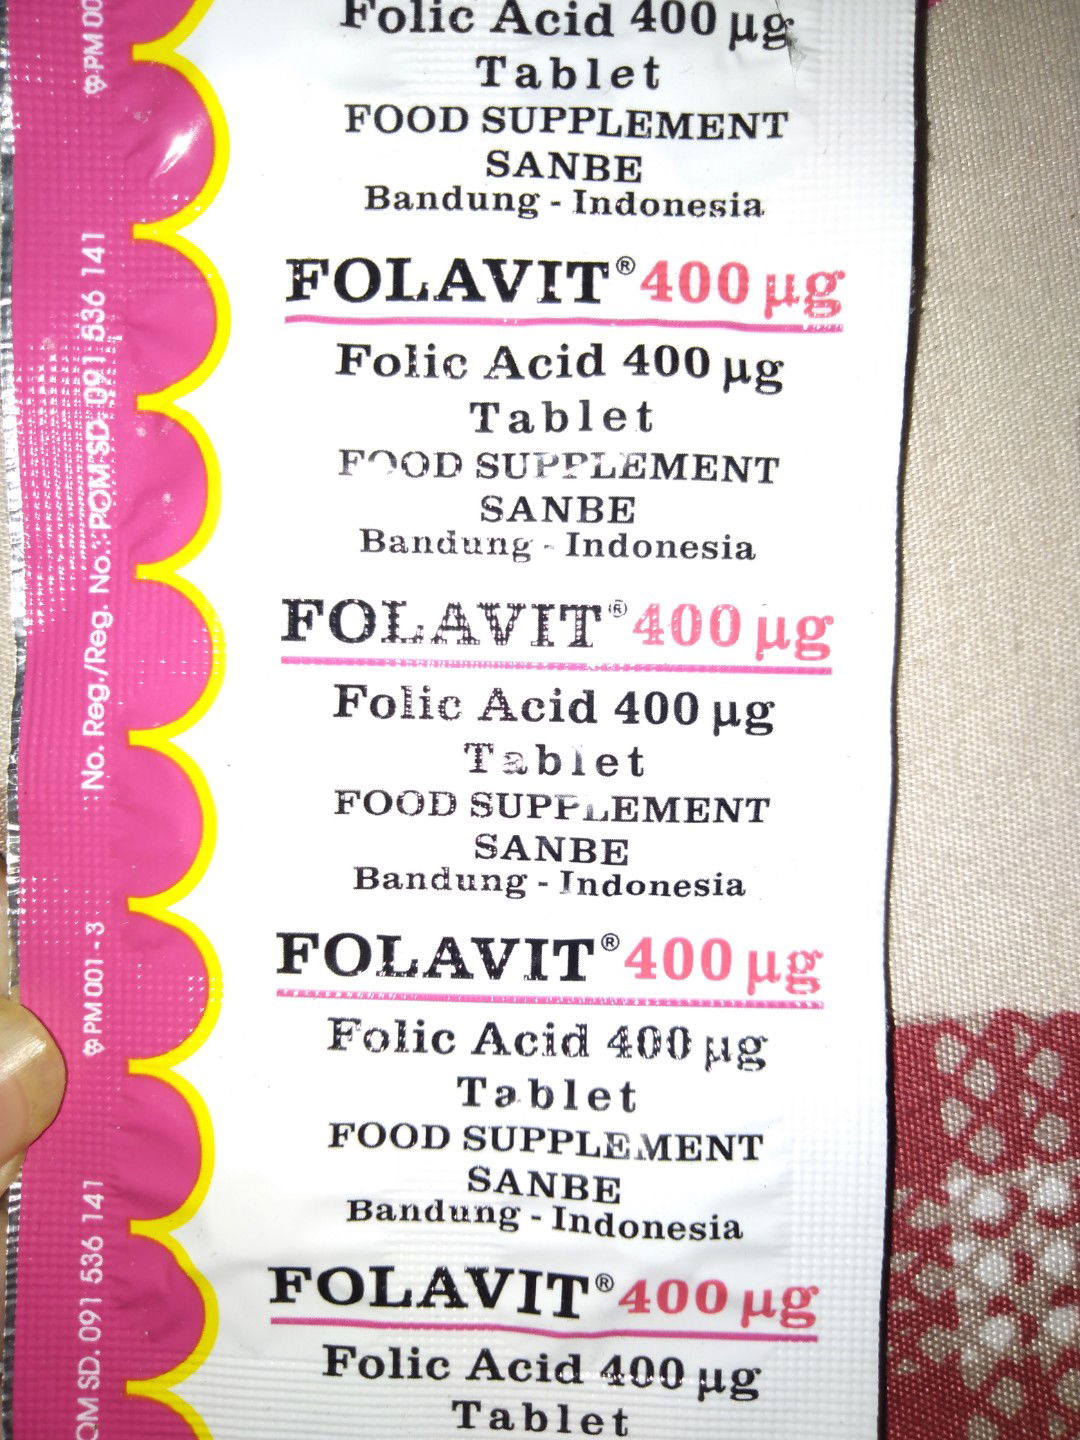 Folic Acid 400 µg
Tablet
FOOD SUPPLEMENT
SANBE
Bandung - Indonesia
FOLAVIT® 400 µg
Folic Acid 400 µg
Tablet
FOOD SUPPLEMENT
SANBE
Bandung - Indonesia
FOLAVIT® 400 µg
Folic Acid 400 µg
Tablet
FOOD SUPPLEMENT
SANBE
Bandung - Indonesia
FOLAVIT® 400 µg
Folic Acid 400 µg
Tablet
FOOD SUPPLEMENT
SANBE
Bandung - Indonesia
FOLAVIT® 400 µg
Folic Acid 400 µg
Tablet
PM 00
No. Reg./Reg. No.: POM SD. 091 536 141
PM 001 - 3
OM SD. 091 536 141